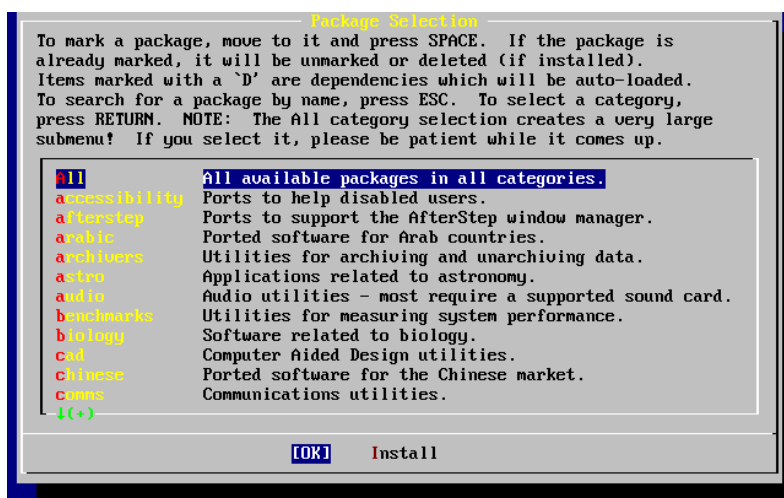 Package Selection
To mark a package, move to it and press SPACE.  If the package is
already marked, it will be unmarked or deleted (if installed).
Items marked with a `D' are dependencies which will be auto-loaded.
To search for a package by name, press ESC.  To select a category,
press RETURN.  NOTE:  The All category selection creates a very large
submenu!  If you select it, please be patient while it comes up.
All All available packages in all categories.
accessibility Ports to help disabled users.
afterstep Ports to support the AfterStep window manager.
arabic Ported software for Arab countries.
archivers Utilities for archiving and unarchiving data.
astro Applications related to astronomy.
audio Audio utilities - most require a supported sound card.
benchmarks Utilities for measuring system performance.
biology Software related to biology.
cad Computer Aided Design utilities.
chinese Ported software for the Chinese market.
comms Communications utilities.
↓(+)
[OK] Install